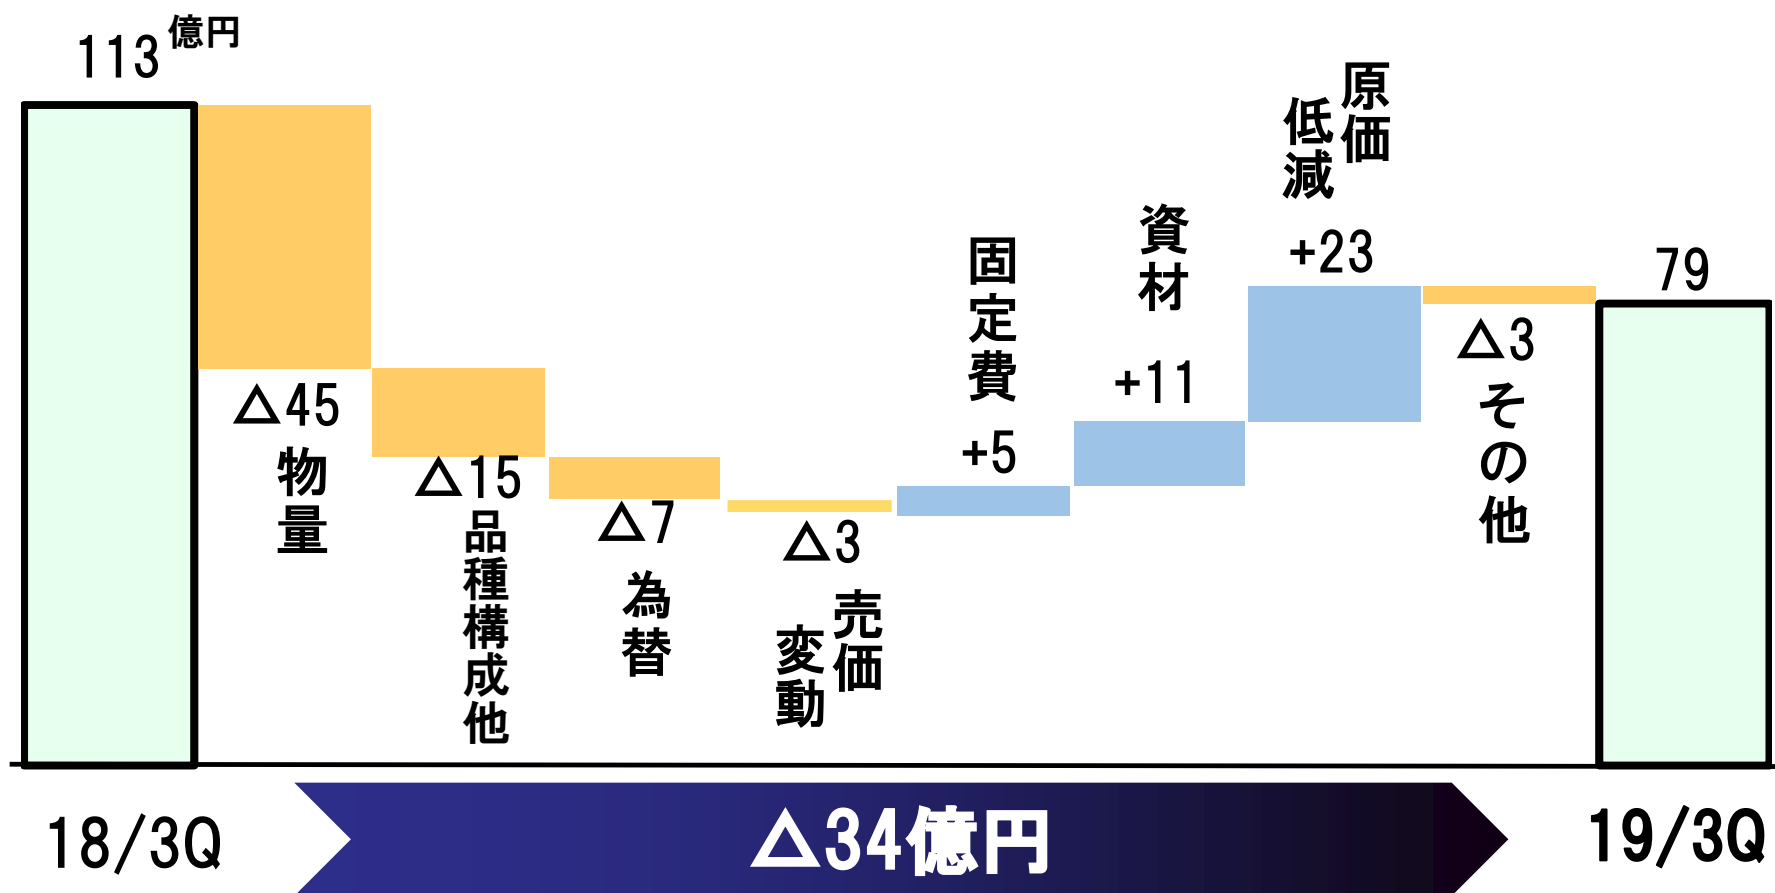 113億円
△45
物量
△15
品種構成他
△7
為替
△3
売価
変動
固定費
+5
資材
+11
原価
低減
+23
△3
その他
79
18/3Q
△34億円
19/3Q